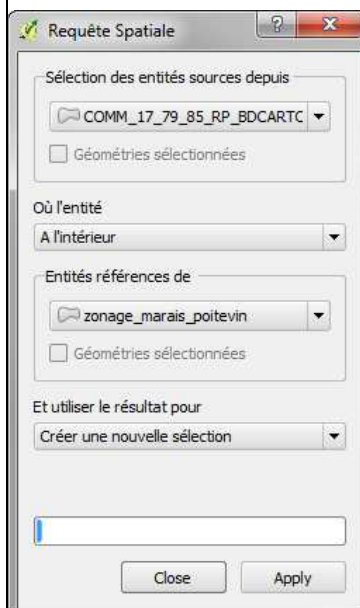 Requête Spatiale
Sélection des entités sources depuis
COMM_17_79_85_RP_BDCARTC
Géométries sélectionnées
Où l'entité
A l'intérieur
Entités références de
zonage_marais_poitevin
Géométries sélectionnées
Et utiliser le résultat pour
Créer une nouvelle sélection
Close Apply